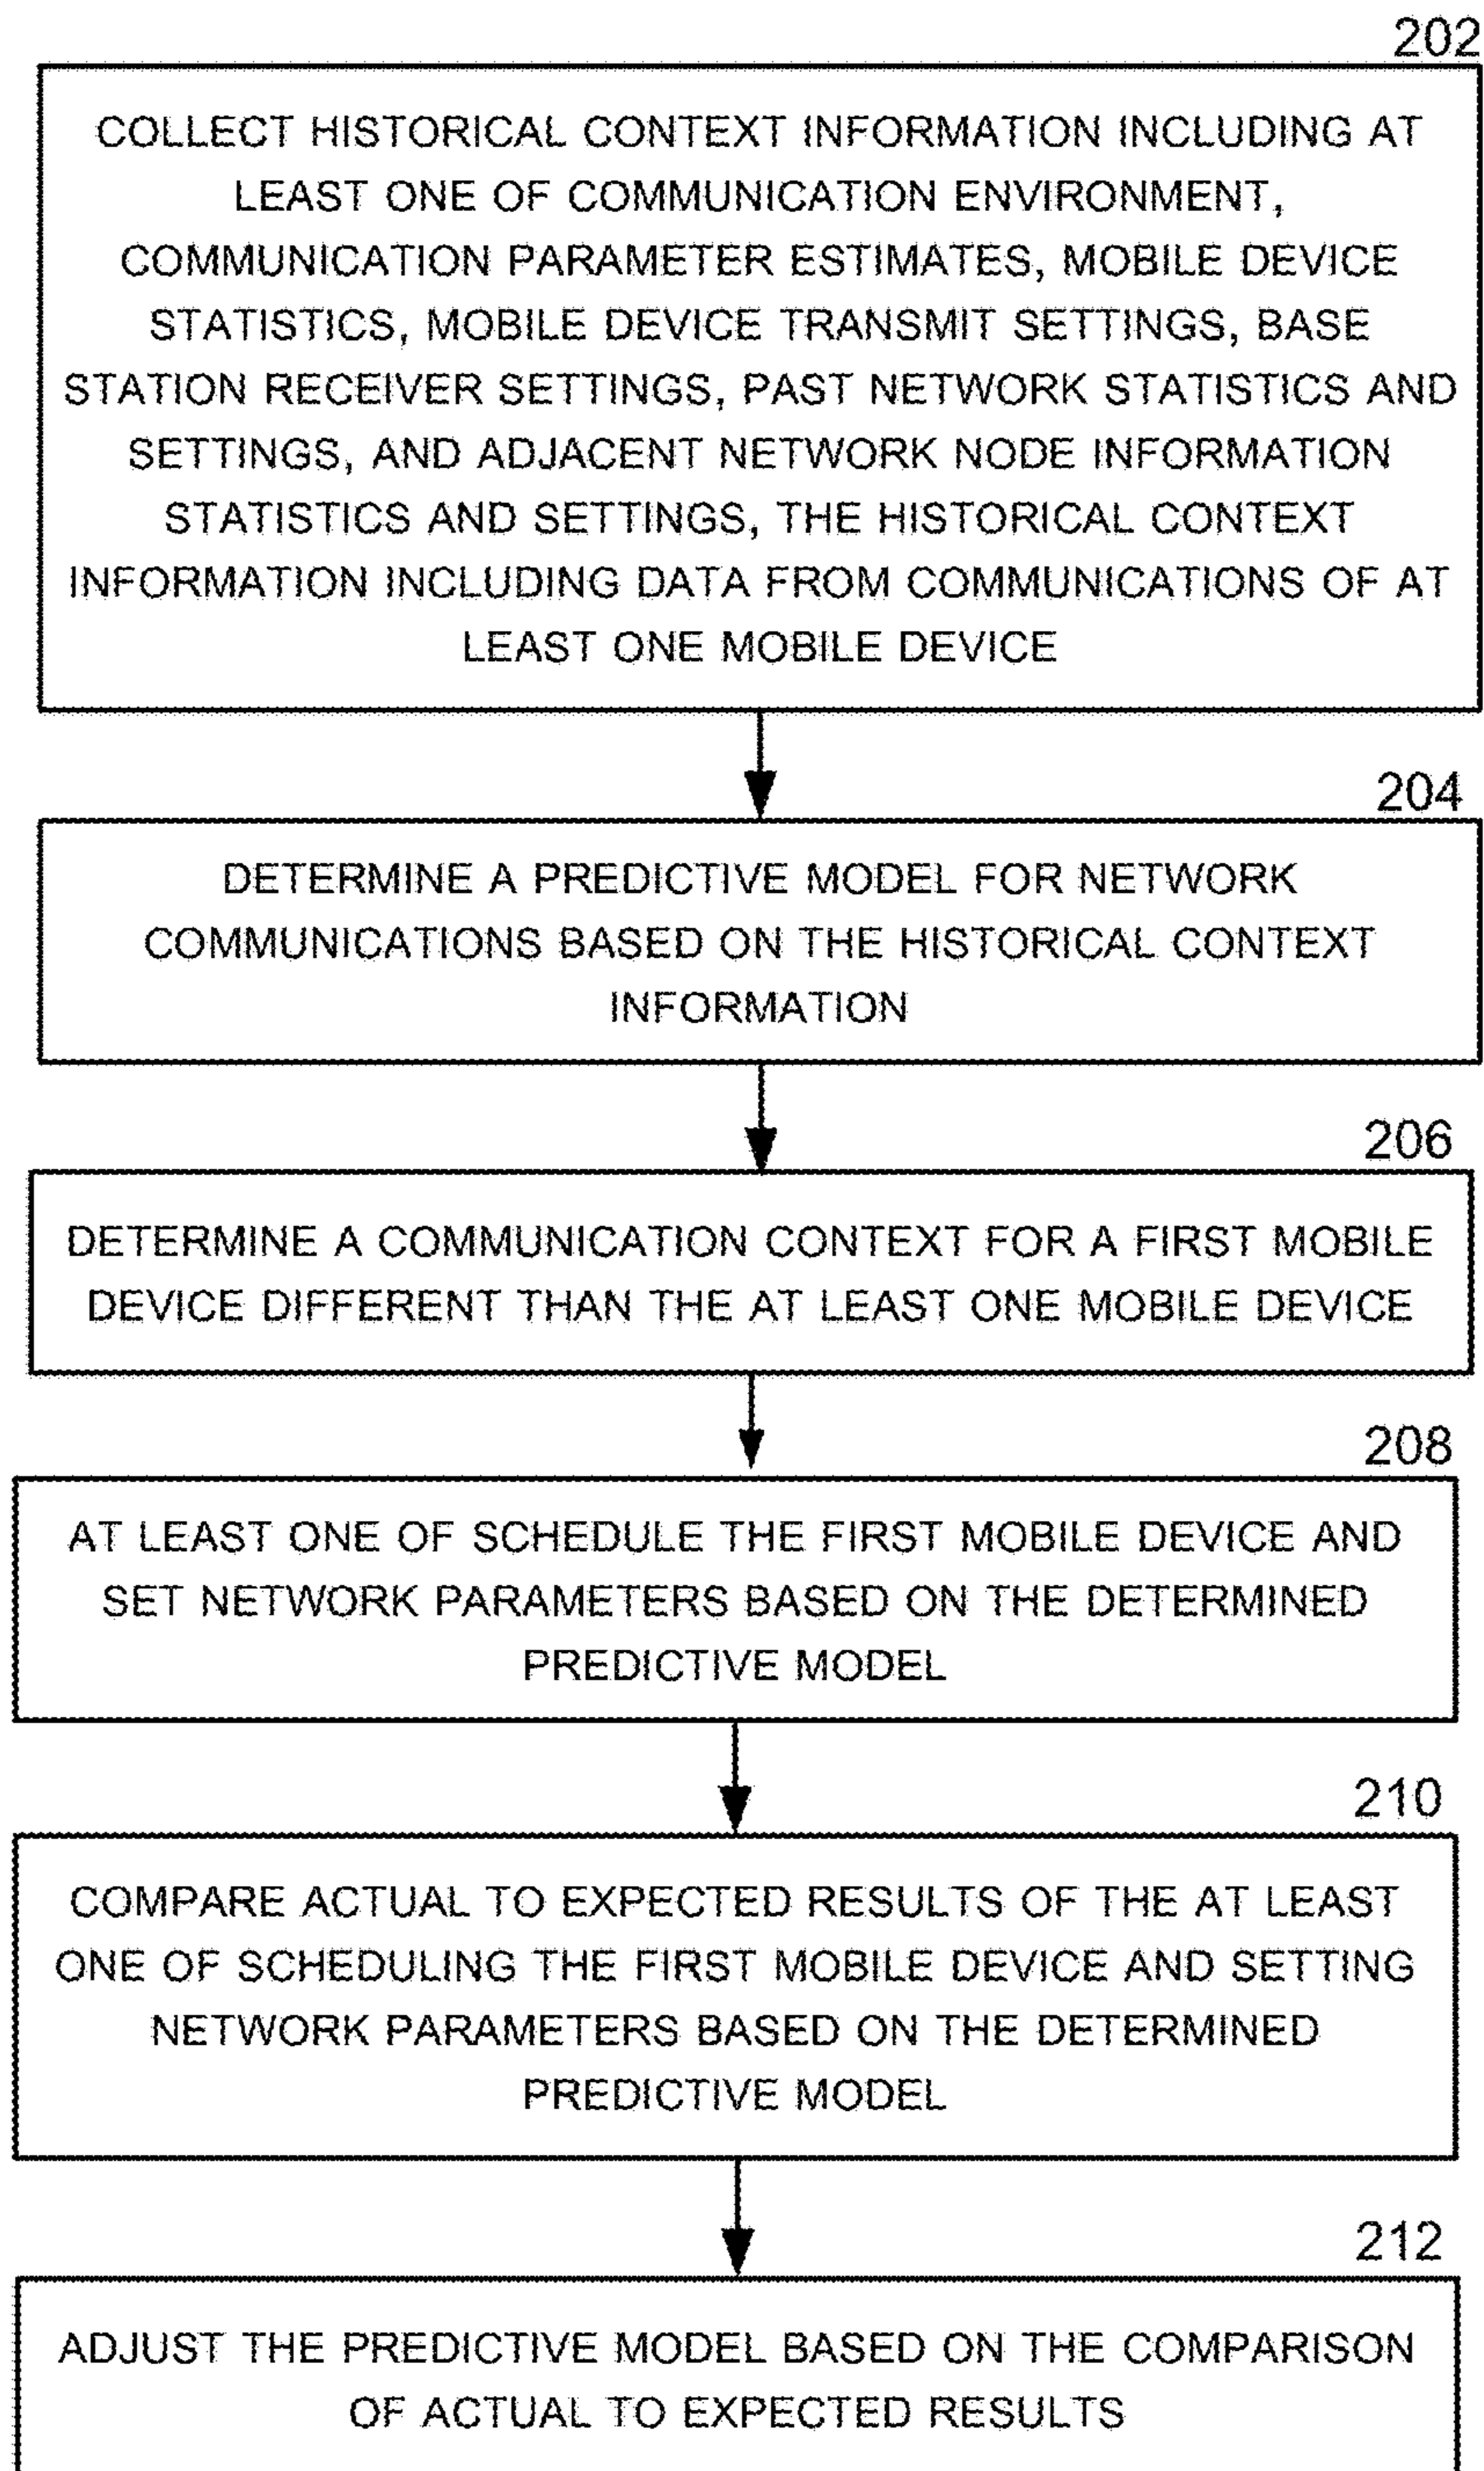 202
COLLECT HISTORICAL CONTEXT INFORMATION INCLUDING AT
LEAST ONE OF COMMUNICATION ENVIRONMENT,
COMMUNICATION PARAMETER ESTIMATES, MOBILE DEVICE
STATISTICS, MOBILE DEVICE TRANSMIT SETTINGS, BASE
STATION RECEIVER SETTINGS, PAST NETWORK STATISTICS AND
SETTINGS, AND ADJACENT NETWORK NODE INFORMATION
STATISTICS AND SETTINGS, THE HISTORICAL CONTEXT
INFORMATION INCLUDING DATA FROM COMMUNICATIONS OF AT
LEAST ONE MOBILE DEVICE
204
DETERMINE A PREDICTIVE MODEL FOR NETWORK
COMMUNICATIONS BASED ON THE HISTORICAL CONTEXT
INFORMATION
206
DETERMINE A COMMUNICATION CONTEXT FOR A FIRST MOBILE
DEVICE DIFFERENT THAN THE AT LEAST ONE MOBILE DEVICE
208
AT LEAST ONE OF SCHEDULE THE FIRST MOBILE DEVICE AND
SET NETWORK PARAMETERS BASED ON THE DETERMINED
PREDICTIVE MODEL
210
COMPARE ACTUAL TO EXPECTED RESULTS OF THE AT LEAST
ONE OF SCHEDULING THE FIRST MOBILE DEVICE AND SETTING
NETWORK PARAMETERS BASED ON THE DETERMINED
PREDICTIVE MODEL
212
ADJUST THE PREDICTIVE MODEL BASED ON THE COMPARISON
OF ACTUAL TO EXPECTED RESULTS